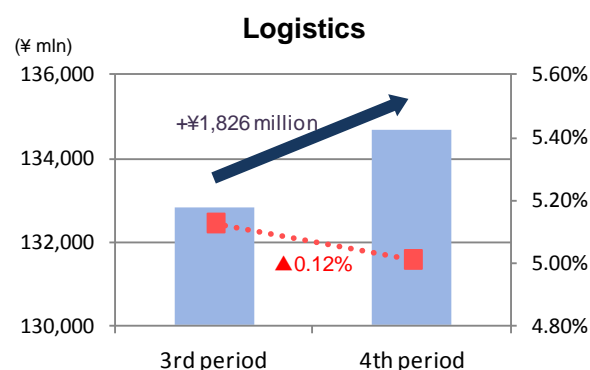 Logistics
(¥ mln)
136,000
5.60%
+¥1,826 million
5.40%
134,000
5.20%
132,000
▲0.12%
5.00%
130,000
4.80%
3rd period
4th period